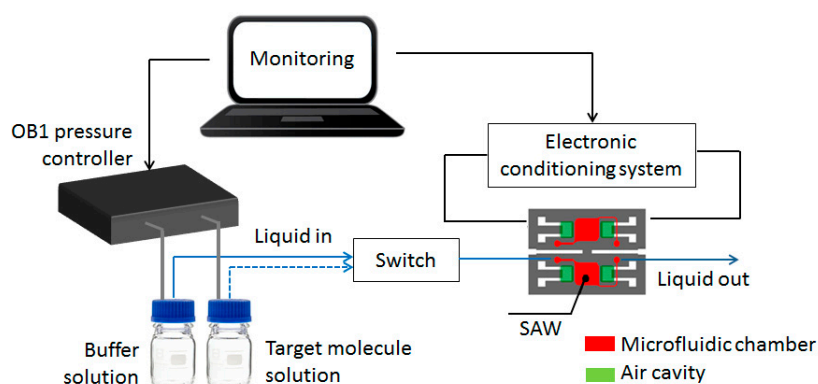 Monitoring
OB1 pressure
controller
Electronic
conditioning system
Liquid in
Switch
Liquid out
SAW
Buffer
solution
Target molecule
solution
Microfluidic chamber
Air cavity